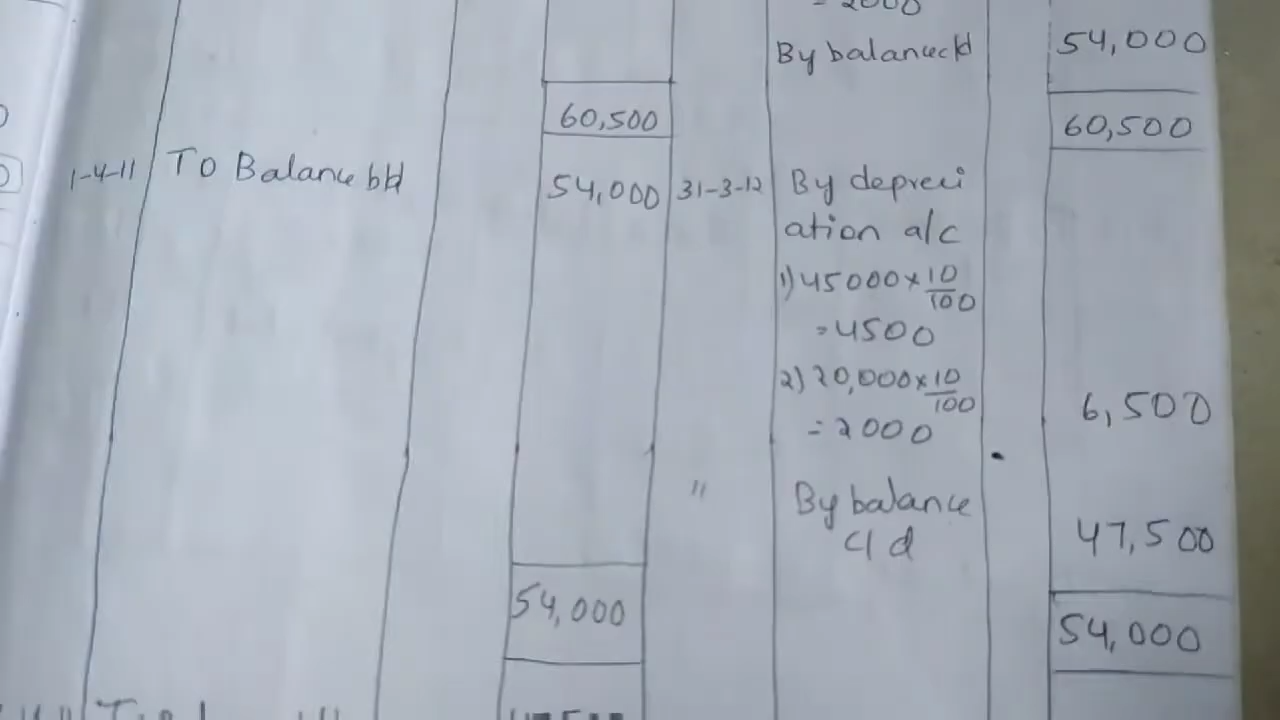 = 2000
By balance c/d
54,000
60,500
60,500
1-4-11 To Balance b/d
54,000 31-3-12 By depreci
ation a/c
1) 45000 × 10/100
= 4500
2) 20,000 × 10/100
= 2000
6,500
" By balance
c/d
47,500
54,000
54,000